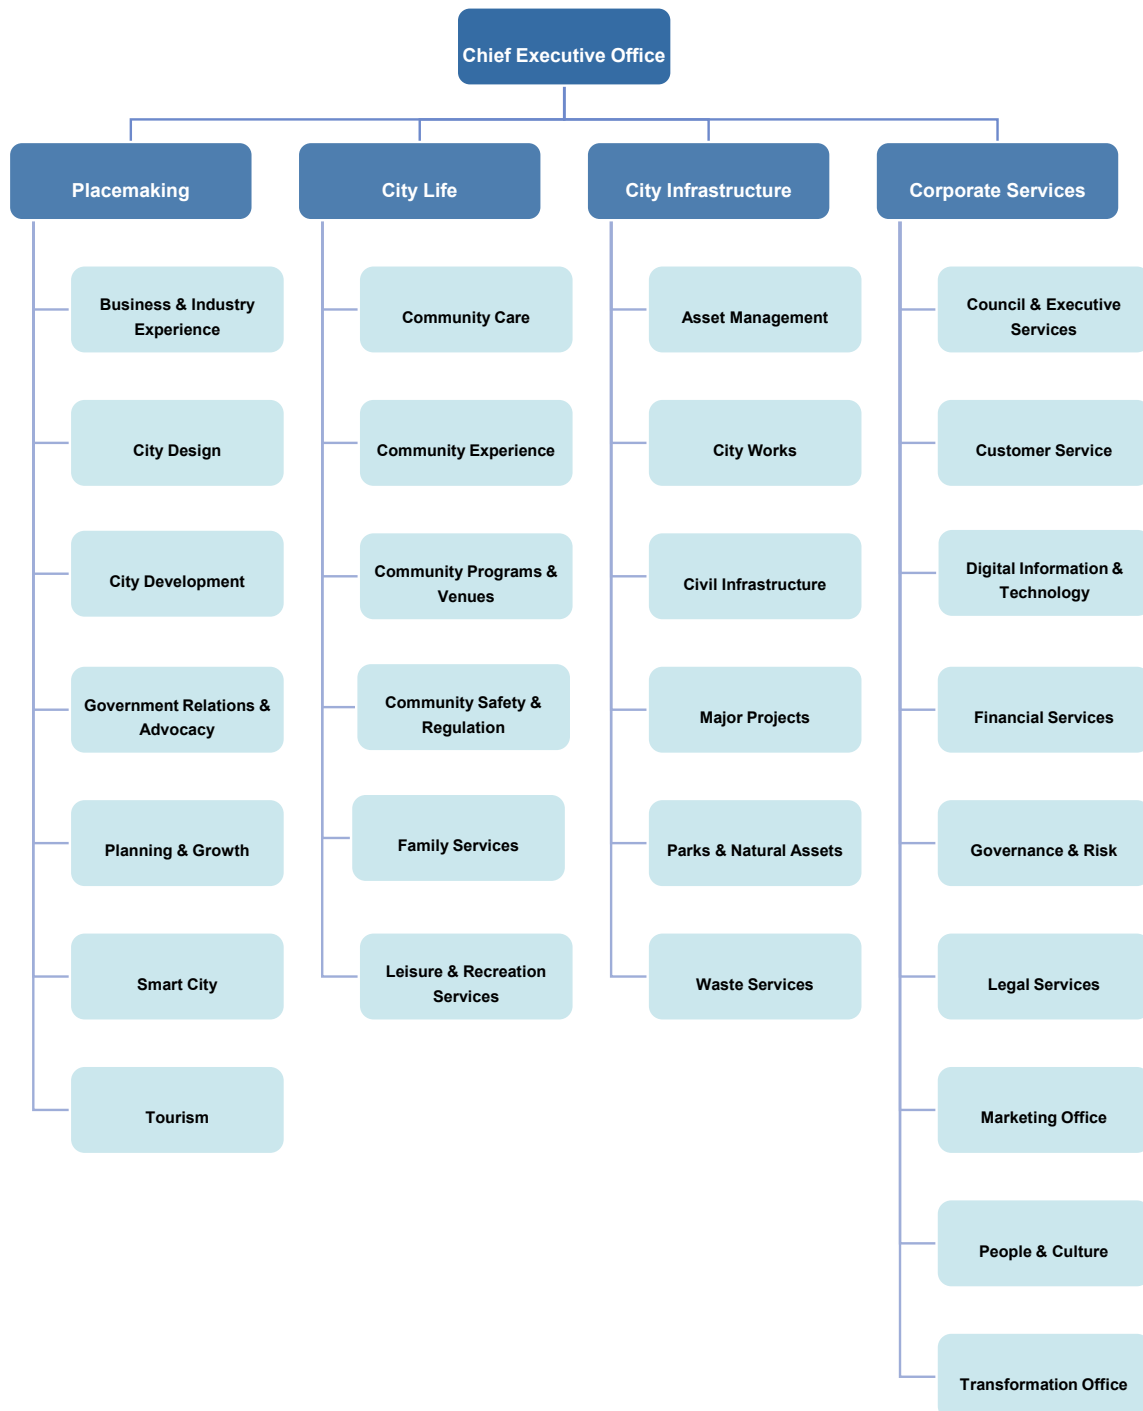 Chief Executive Office
Placemaking
City Life
City Infrastructure
Corporate Services
Business & Industry
Experience
City Design
City Development
Government Relations &
Advocacy
Planning & Growth
Smart City
Tourism
Community Care
Community Experience
Community Programs &
Venues
Community Safety &
Regulation
Family Services
Leisure & Recreation
Services
Asset Management
City Works
Civil Infrastructure
Major Projects
Parks & Natural Assets
Waste Services
Council & Executive
Services
Customer Service
Digital Information &
Technology
Financial Services
Governance & Risk
Legal Services
Marketing Office
People & Culture
Transformation Office